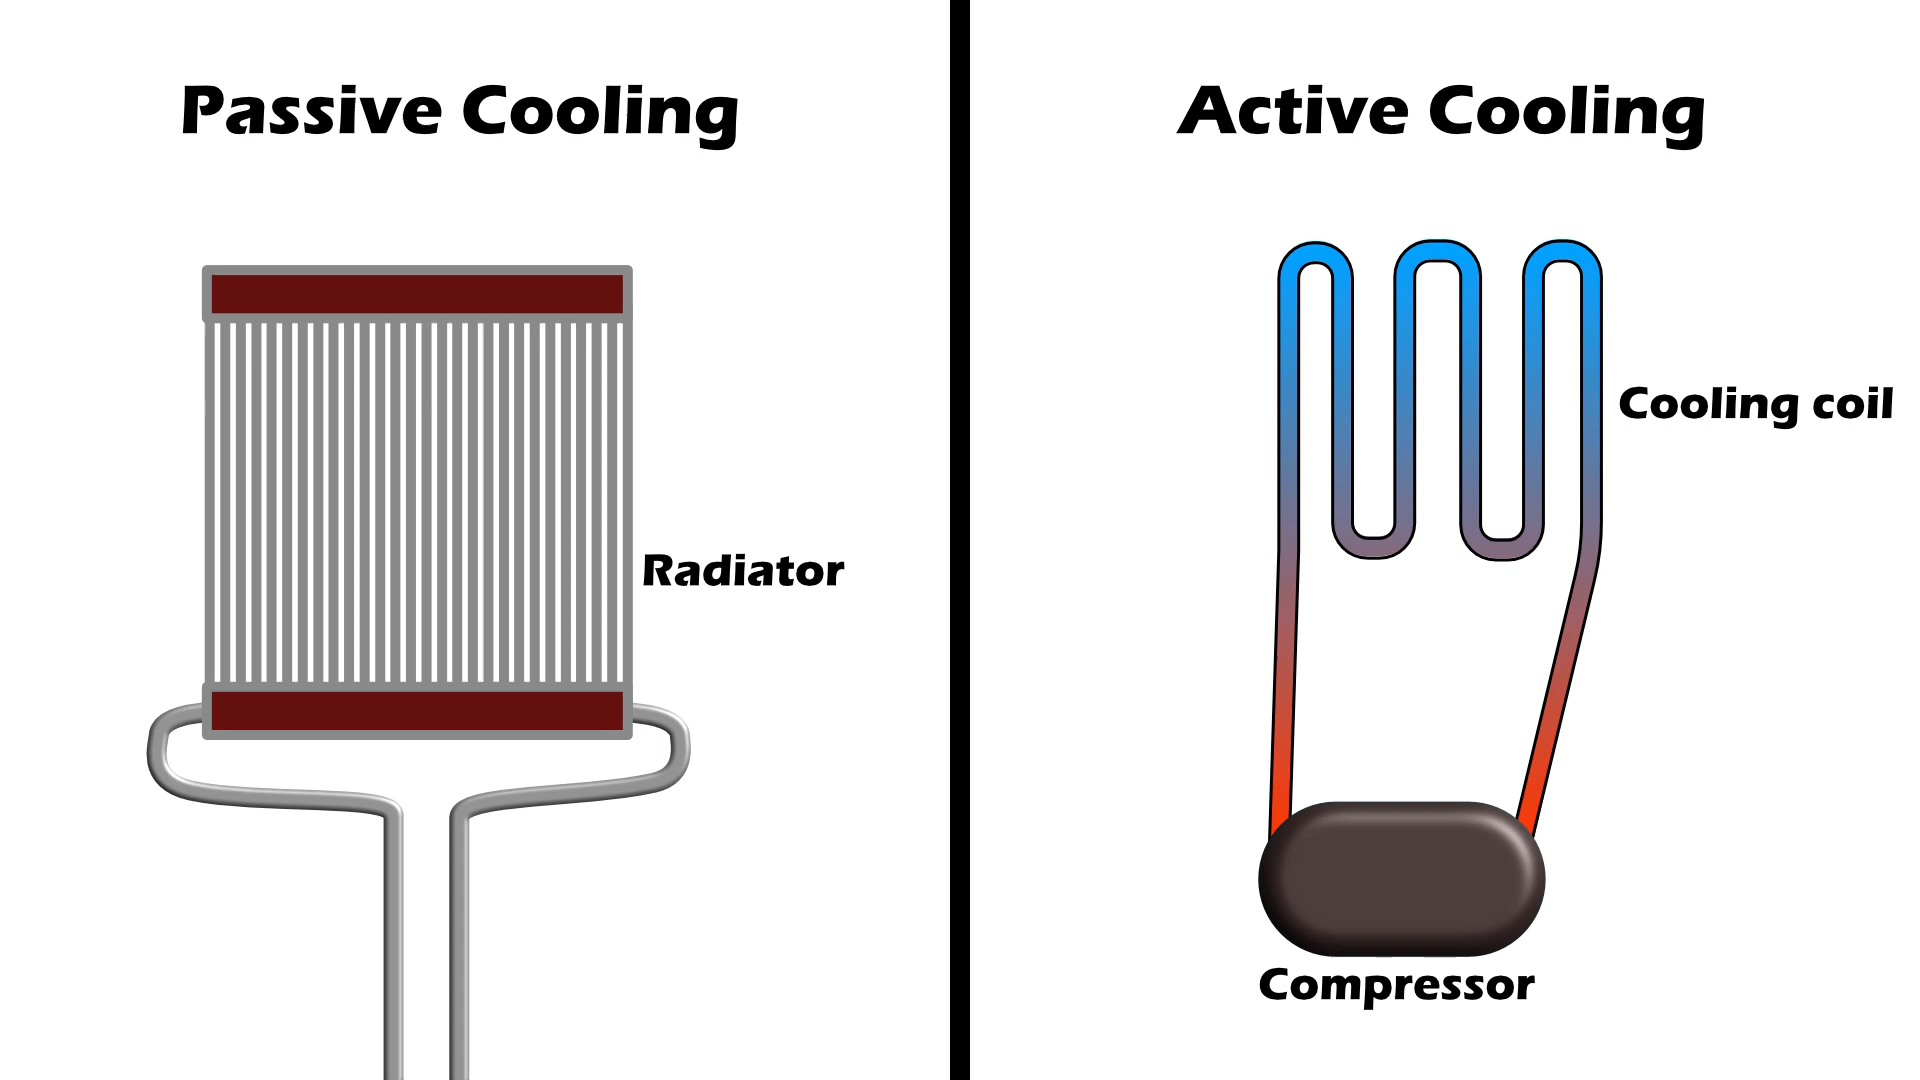 Passive Cooling
Radiator
Active Cooling
Cooling coil
Compressor